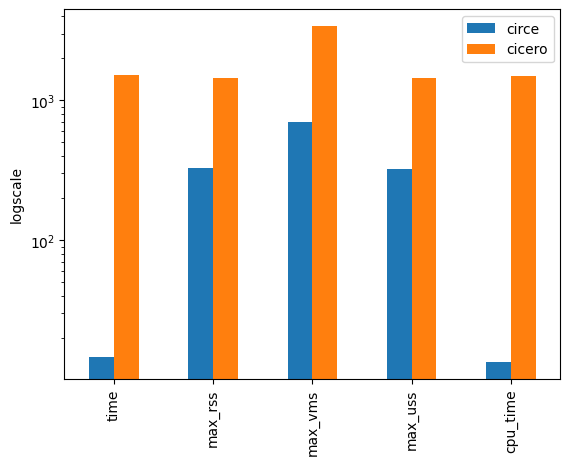 circe
cicero
10³
10²
logscale
time
max_rss
max_vms
max_uss
cpu_time